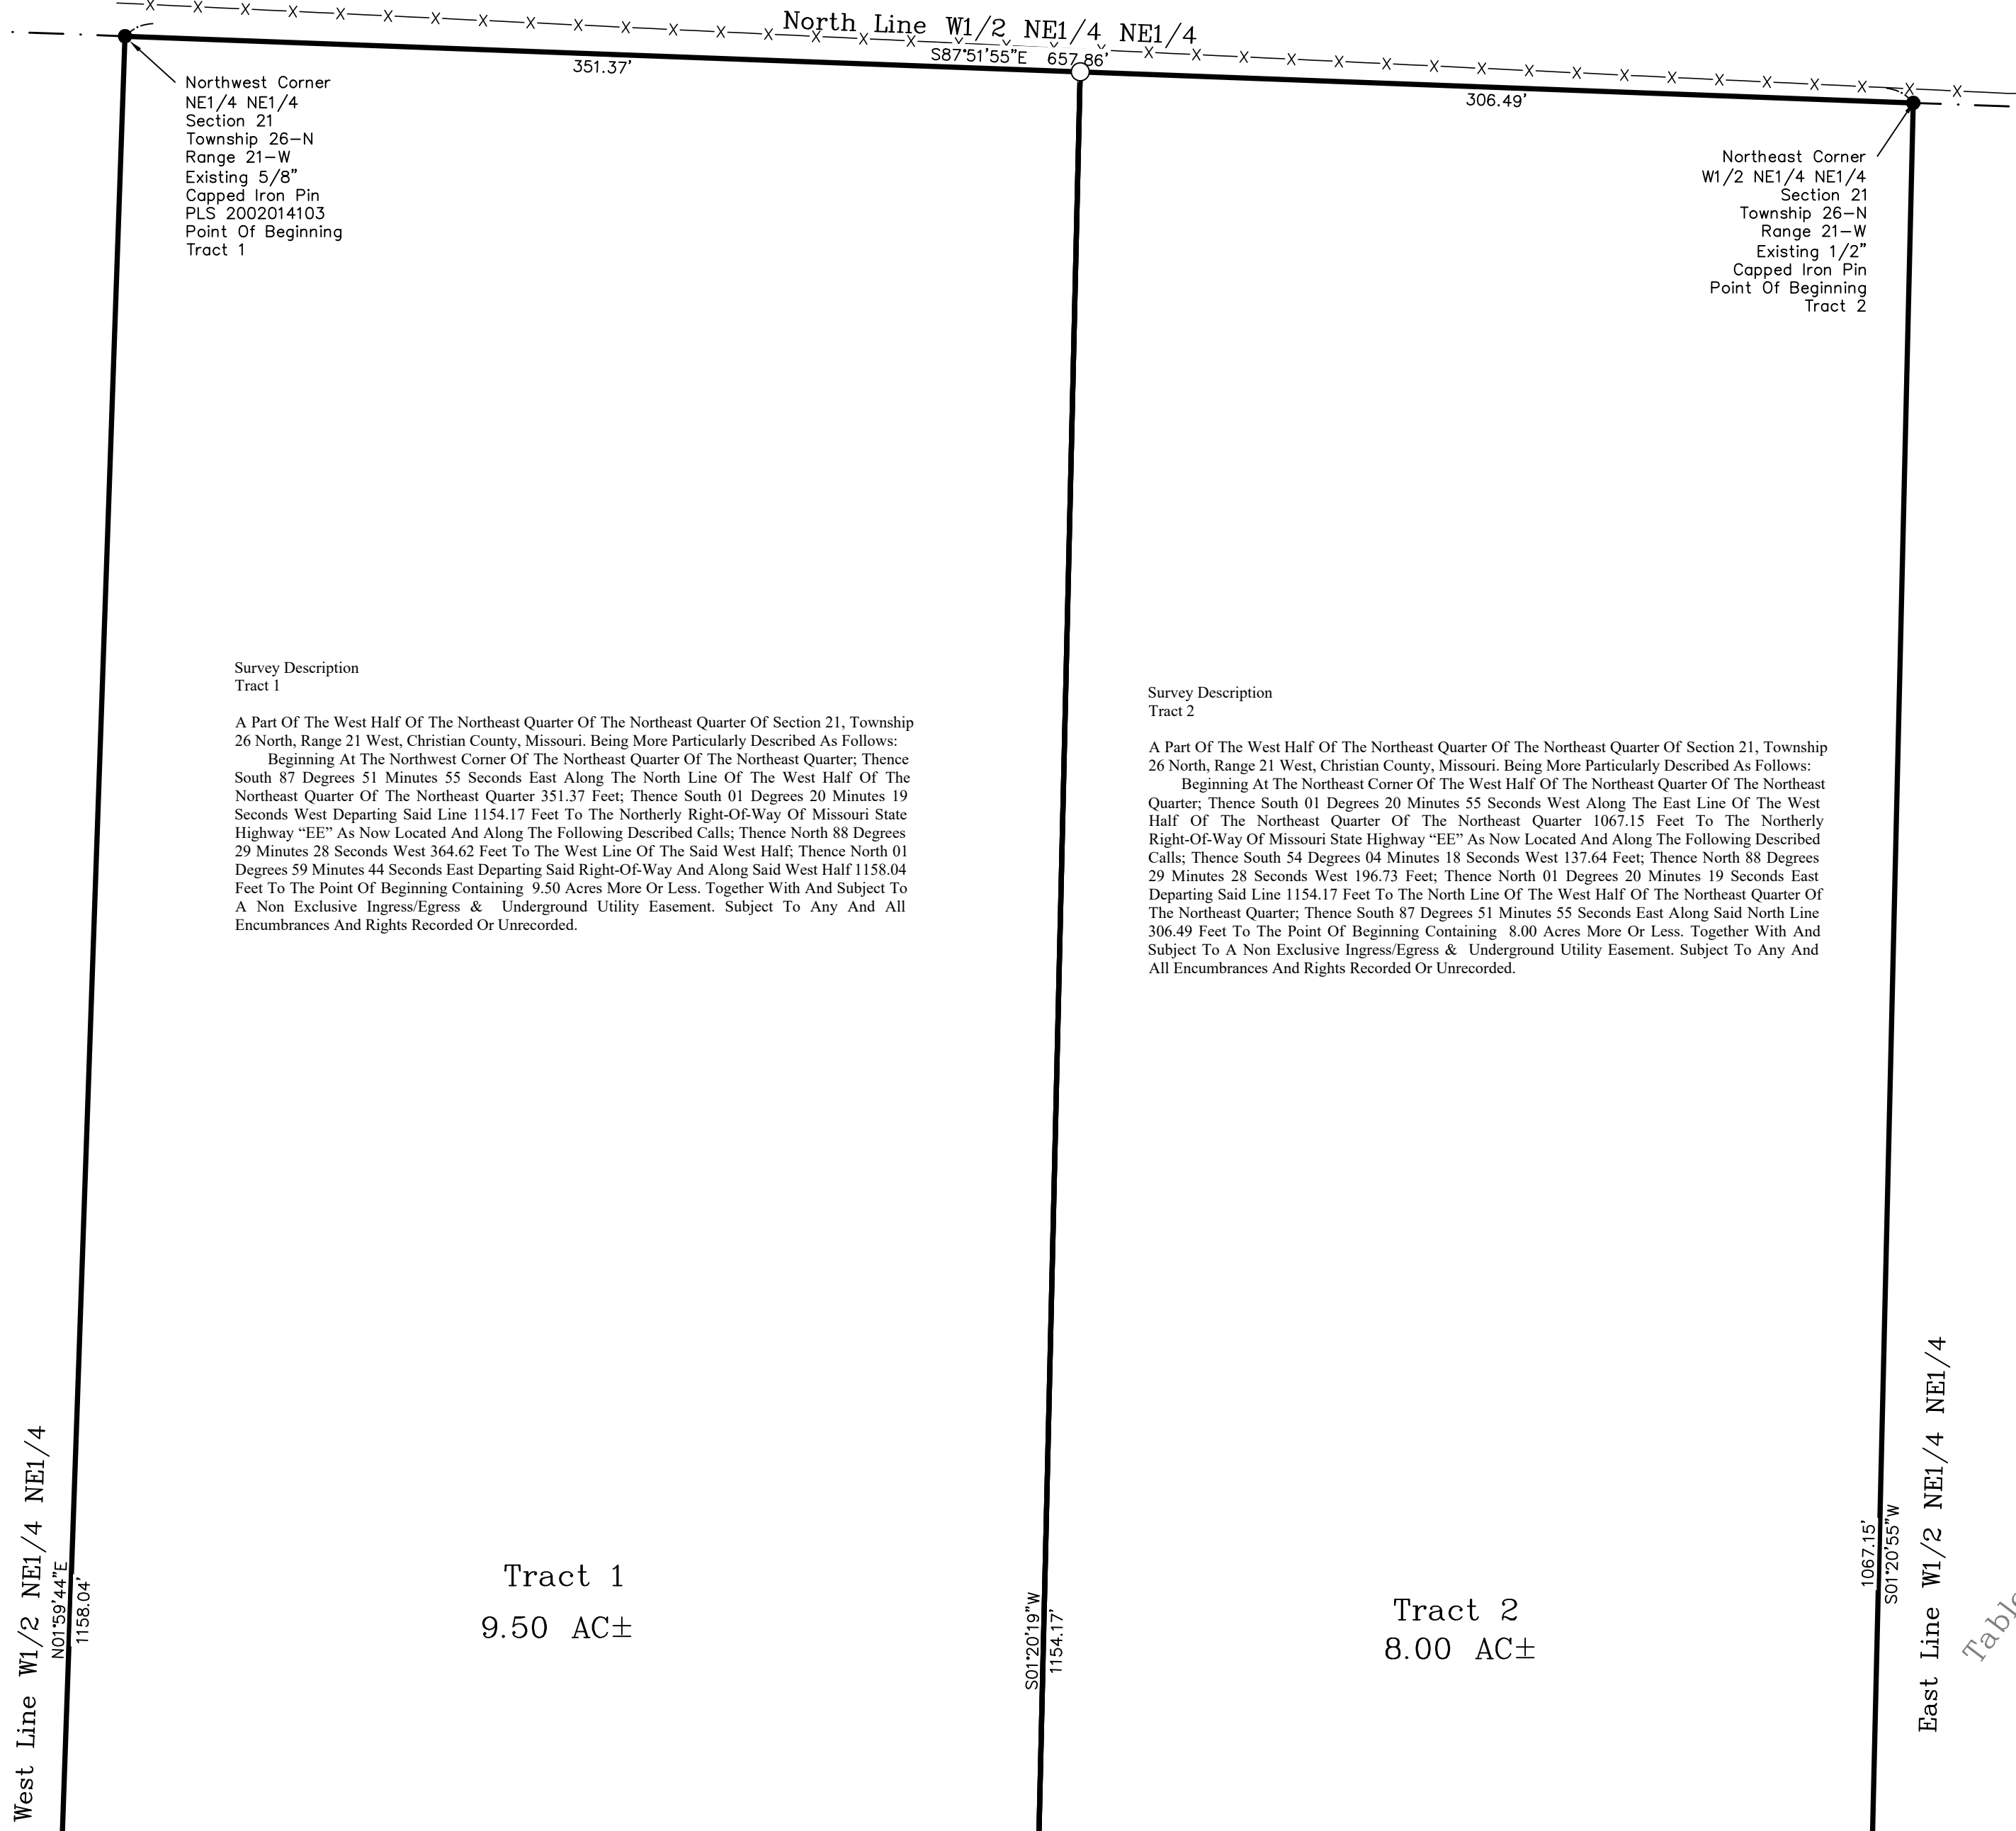 North Line W1/2 NE1/4 NE1/4
S87°51'55"E 657.86'
351.37'
306.49'
Northwest Corner
NE1/4 NE1/4
Section 21
Township 26-N
Range 21-W
Existing 5/8"
Capped Iron Pin
PLS 2002014103
Point Of Beginning
Tract 1
Northeast Corner
W1/2 NE1/4 NE1/4
Section 21
Township 26-N
Range 21-W
Existing 1/2"
Capped Iron Pin
Point Of Beginning
Tract 2
Survey Description
Tract 1
A Part Of The West Half Of The Northeast Quarter Of The Northeast Quarter Of Section 21, Township
26 North, Range 21 West, Christian County, Missouri. Being More Particularly Described As Follows:
Beginning At The Northwest Corner Of The Northeast Quarter Of The Northeast Quarter; Thence
South 87 Degrees 51 Minutes 55 Seconds East Along The North Line Of The West Half Of The
Northeast Quarter Of The Northeast Quarter 351.37 Feet; Thence South 01 Degrees 20 Minutes 19
Seconds West Departing Said Line 1154.17 Feet To The Northerly Right-Of-Way Of Missouri State
Highway “EE” As Now Located And Along The Following Described Calls; Thence North 88 Degrees
29 Minutes 28 Seconds West 364.62 Feet To The West Line Of The Said West Half; Thence North 01
Degrees 59 Minutes 44 Seconds East Departing Said Right-Of-Way And Along Said West Half 1158.04
Feet To The Point Of Beginning Containing 9.50 Acres More Or Less. Together With And Subject To
A Non Exclusive Ingress/Egress & Underground Utility Easement. Subject To Any And All
Encumbrances And Rights Recorded Or Unrecorded.
Survey Description
Tract 2
A Part Of The West Half Of The Northeast Quarter Of The Northeast Quarter Of Section 21, Township
26 North, Range 21 West, Christian County, Missouri. Being More Particularly Described As Follows:
Beginning At The Northeast Corner Of The West Half Of The Northeast Quarter Of The Northeast
Quarter; Thence South 01 Degrees 20 Minutes 55 Seconds West Along The East Line Of The West
Half Of The Northeast Quarter Of The Northeast Quarter 1067.15 Feet To The Northerly
Right-Of-Way Of Missouri State Highway “EE” As Now Located And Along The Following Described
Calls; Thence South 54 Degrees 04 Minutes 18 Seconds West 137.64 Feet; Thence North 88 Degrees
29 Minutes 28 Seconds West 196.73 Feet; Thence North 01 Degrees 20 Minutes 19 Seconds East
Departing Said Line 1154.17 Feet To The North Line Of The West Half Of The Northeast Quarter Of
The Northeast Quarter; Thence South 87 Degrees 51 Minutes 55 Seconds East Along Said North Line
306.49 Feet To The Point Of Beginning Containing 8.00 Acres More Or Less. Together With And
Subject To A Non Exclusive Ingress/Egress & Underground Utility Easement. Subject To Any And
All Encumbrances And Rights Recorded Or Unrecorded.
West Line W1/2 NE1/4 NE1/4
N01°59'44"E
1158.04'
Tract 1
9.50 AC±
S01°20'19"W
1154.17'
Tract 2
8.00 AC±
1067.15'
S01°20'55"W
East Line W1/2 NE1/4 NE1/4